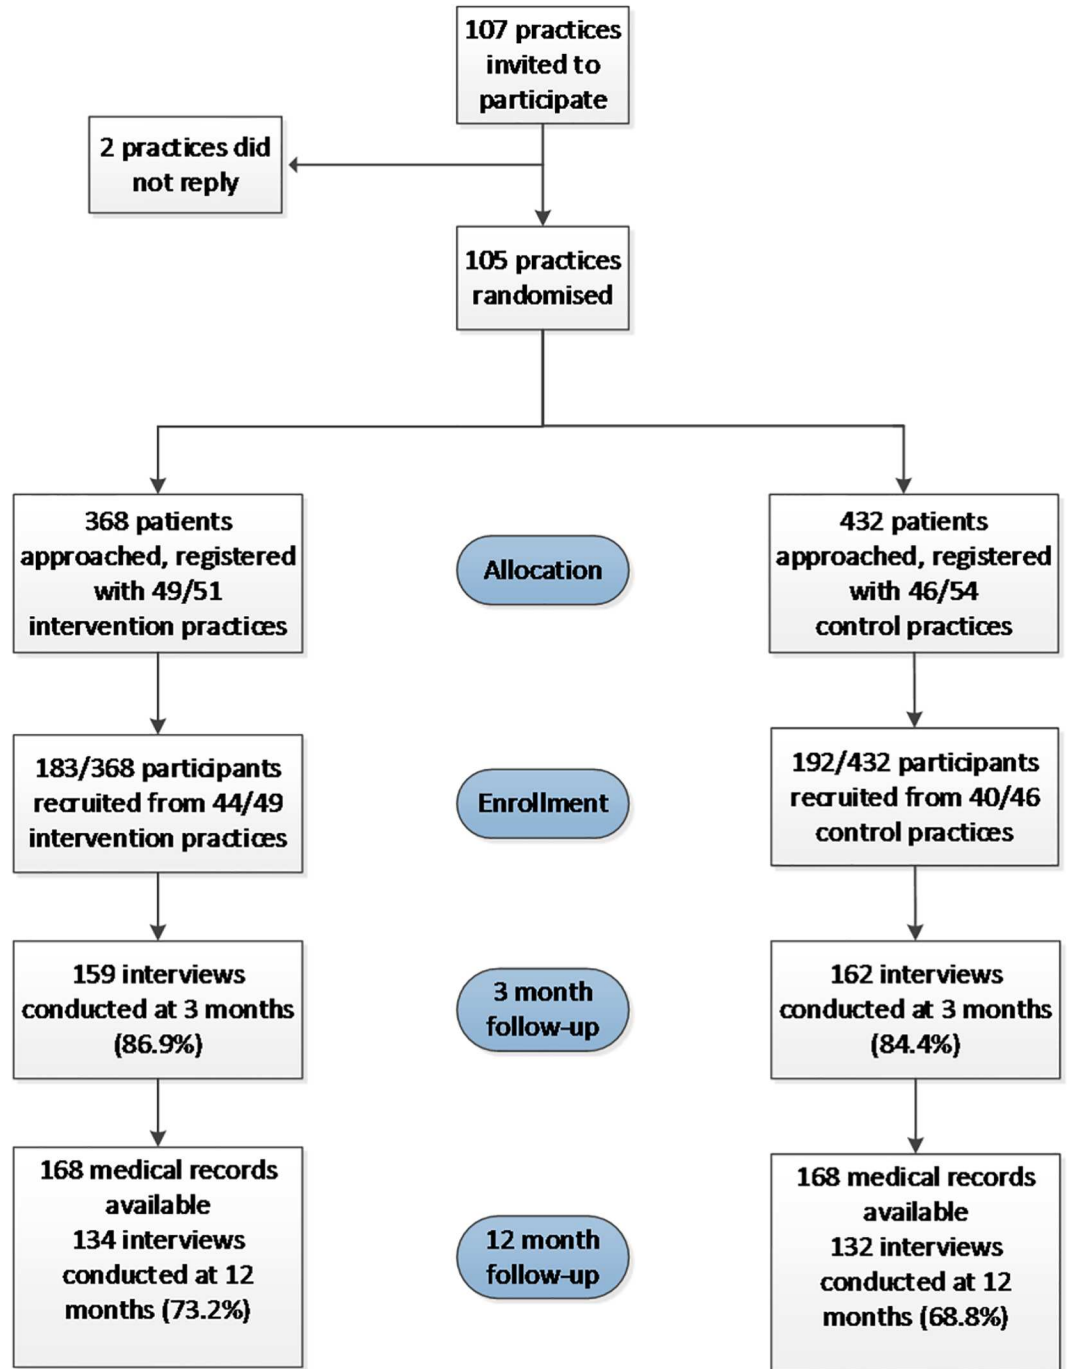 107 practices
invited to
participate
2 practices did
not reply
105 practices
randomised
368 patients
approached, registered
with 49/51
intervention practices
Allocation
432 patients
approached, registered
with 46/54
control practices
183/368 participants
recruited from 44/49
intervention practices
Enrollment
192/432 participants
recruited from 40/46
control practices
159 interviews
conducted at 3 months
(86.9%)
3 month
follow-up
162 interviews
conducted at 3 months
(84.4%)
168 medical records
available
134 interviews
conducted at 12
months (73.2%)
12 month
follow-up
168 medical records
available
132 interviews
conducted at 12
months (68.8%)